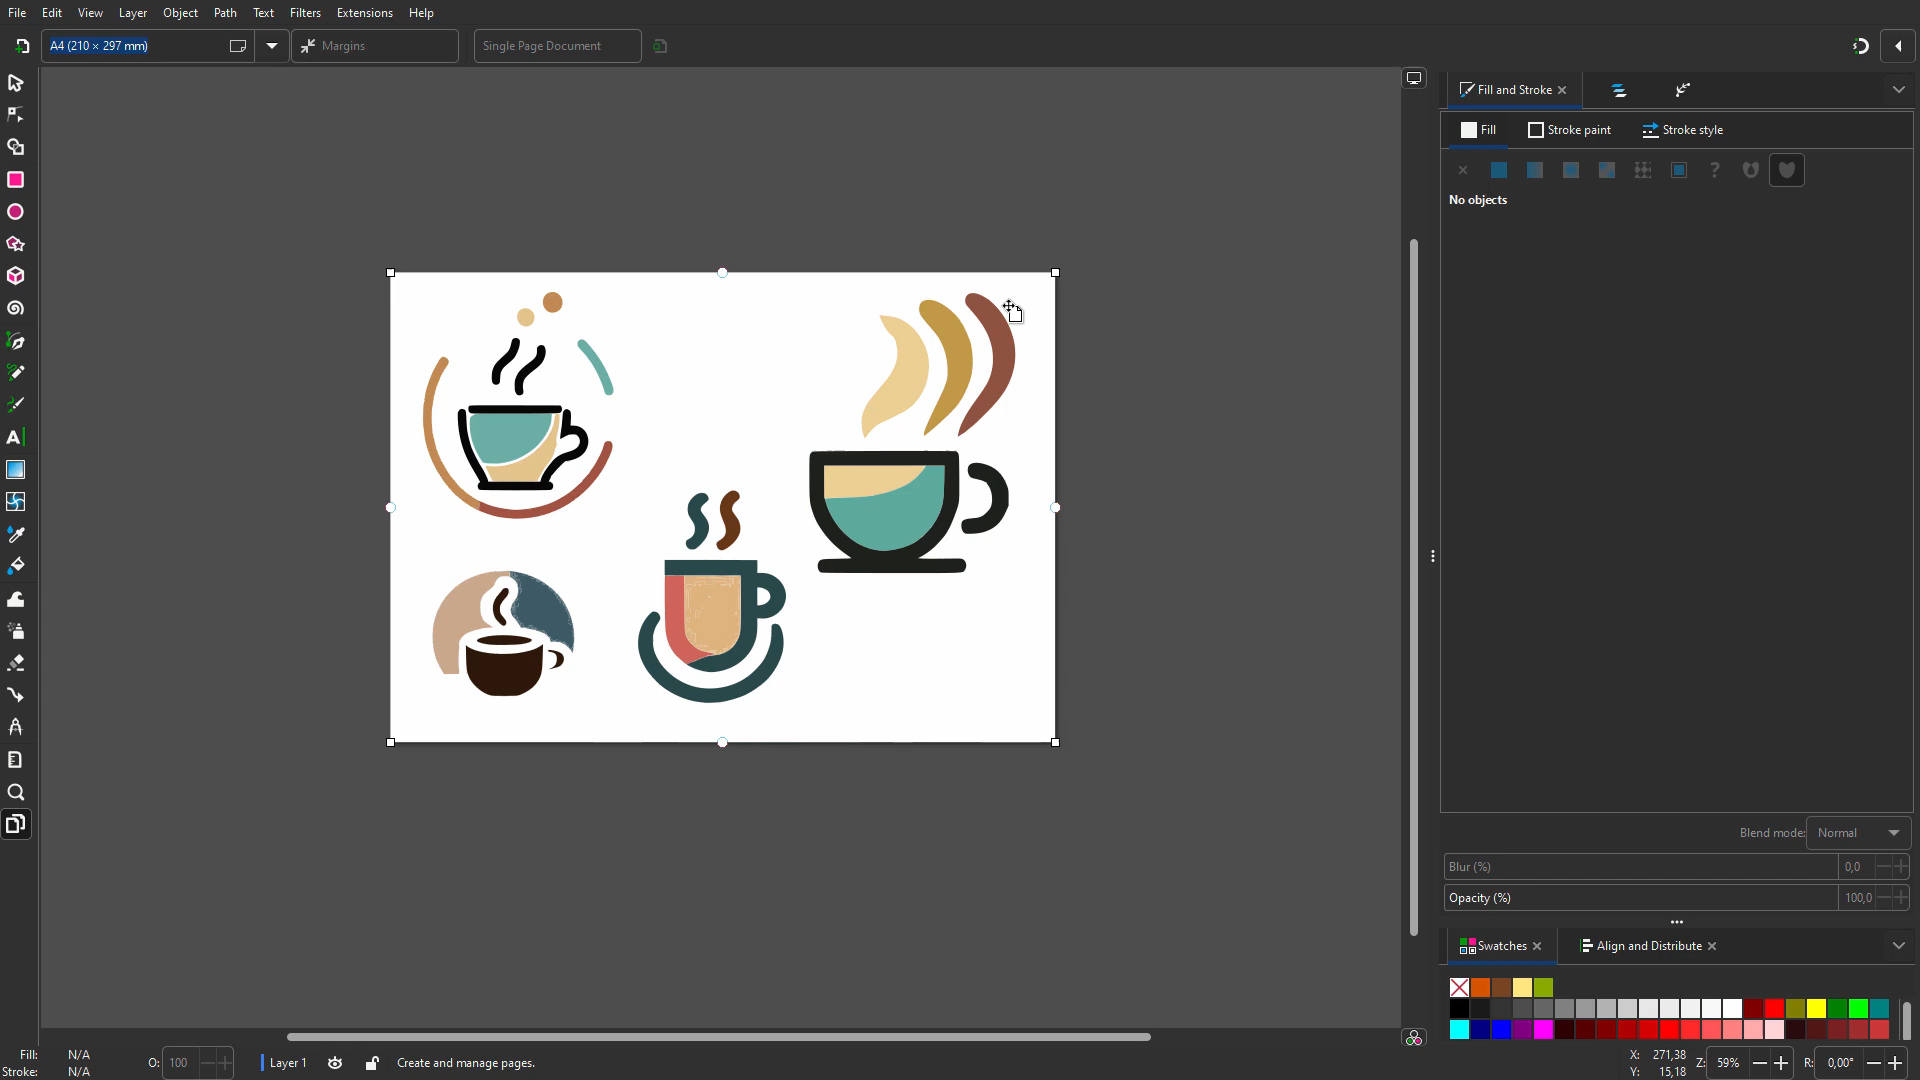 File Edit View Layer Object Path Text Filters Extensions Help
A4 (210 × 297 mm) Margins Single Page Document
Fill and Stroke
Fill Stroke paint Stroke style
No objects
Blend mode: Normal
Blur (%) 0,0
Opacity (%) 100,0
Swatches Align and Distribute
Fill: N/A
Stroke: N/A
O: 100
Layer 1
Create and manage pages.
X: 271,38
Y: 15,18
Z: 59%
R: 0,00°